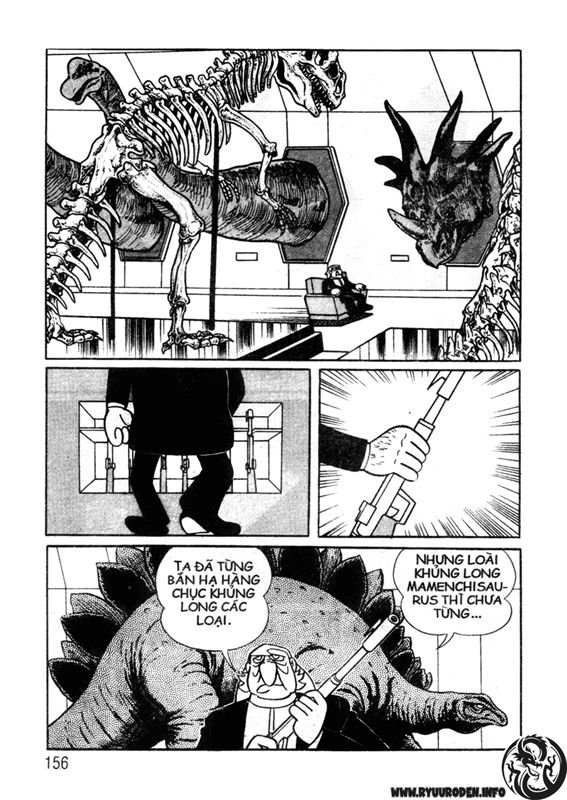 TA ĐÃ TỪNG
BẮN HẠ HÀNG
CHỤC KHỦNG
LONG CÁC
LOẠI.
NHƯNG LOÀI
KHỦNG LONG
MAMENCHISAU-
RUS THÌ CHƯA
TỪNG...
156
WWW.RYUURODEN.INFO